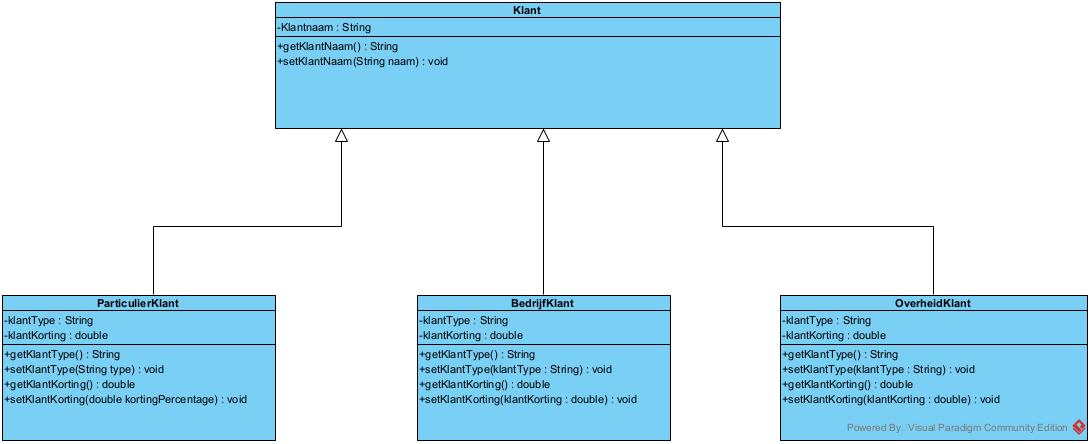 Klant
-Klantnaam : String
+getKlantNaam() : String
+setKlantNaam(String naam) : void
ParticulierKlant
-klantType : String
-klantKorting : double
+getKlantType() : String
+setKlantType(String type) : void
+getKlantKorting() : double
+setKlantKorting(double kortingPercentage) : void
BedrijfKlant
-klantType : String
-klantKorting : double
+getKlantType() : String
+setKlantType(klantType : String) : void
+getKlantKorting() : double
+setKlantKorting(klantKorting : double) : void
OverheidKlant
-klantType : String
-klantKorting : double
+getKlantType() : String
+setKlantType(klantType : String) : void
+getKlantKorting() : double
+setKlantKorting(klantKorting : double) : void
Powered By Visual Paradigm Community Edition